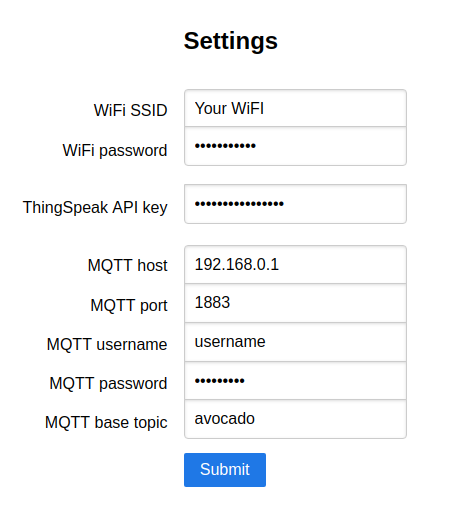 Settings
WiFi SSID Your WiFI
WiFi password •••••••••••
ThingSpeak API key ••••••••••••••••
MQTT host 192.168.0.1
MQTT port 1883
MQTT username username
MQTT password •••••••••
MQTT base topic avocado
Submit